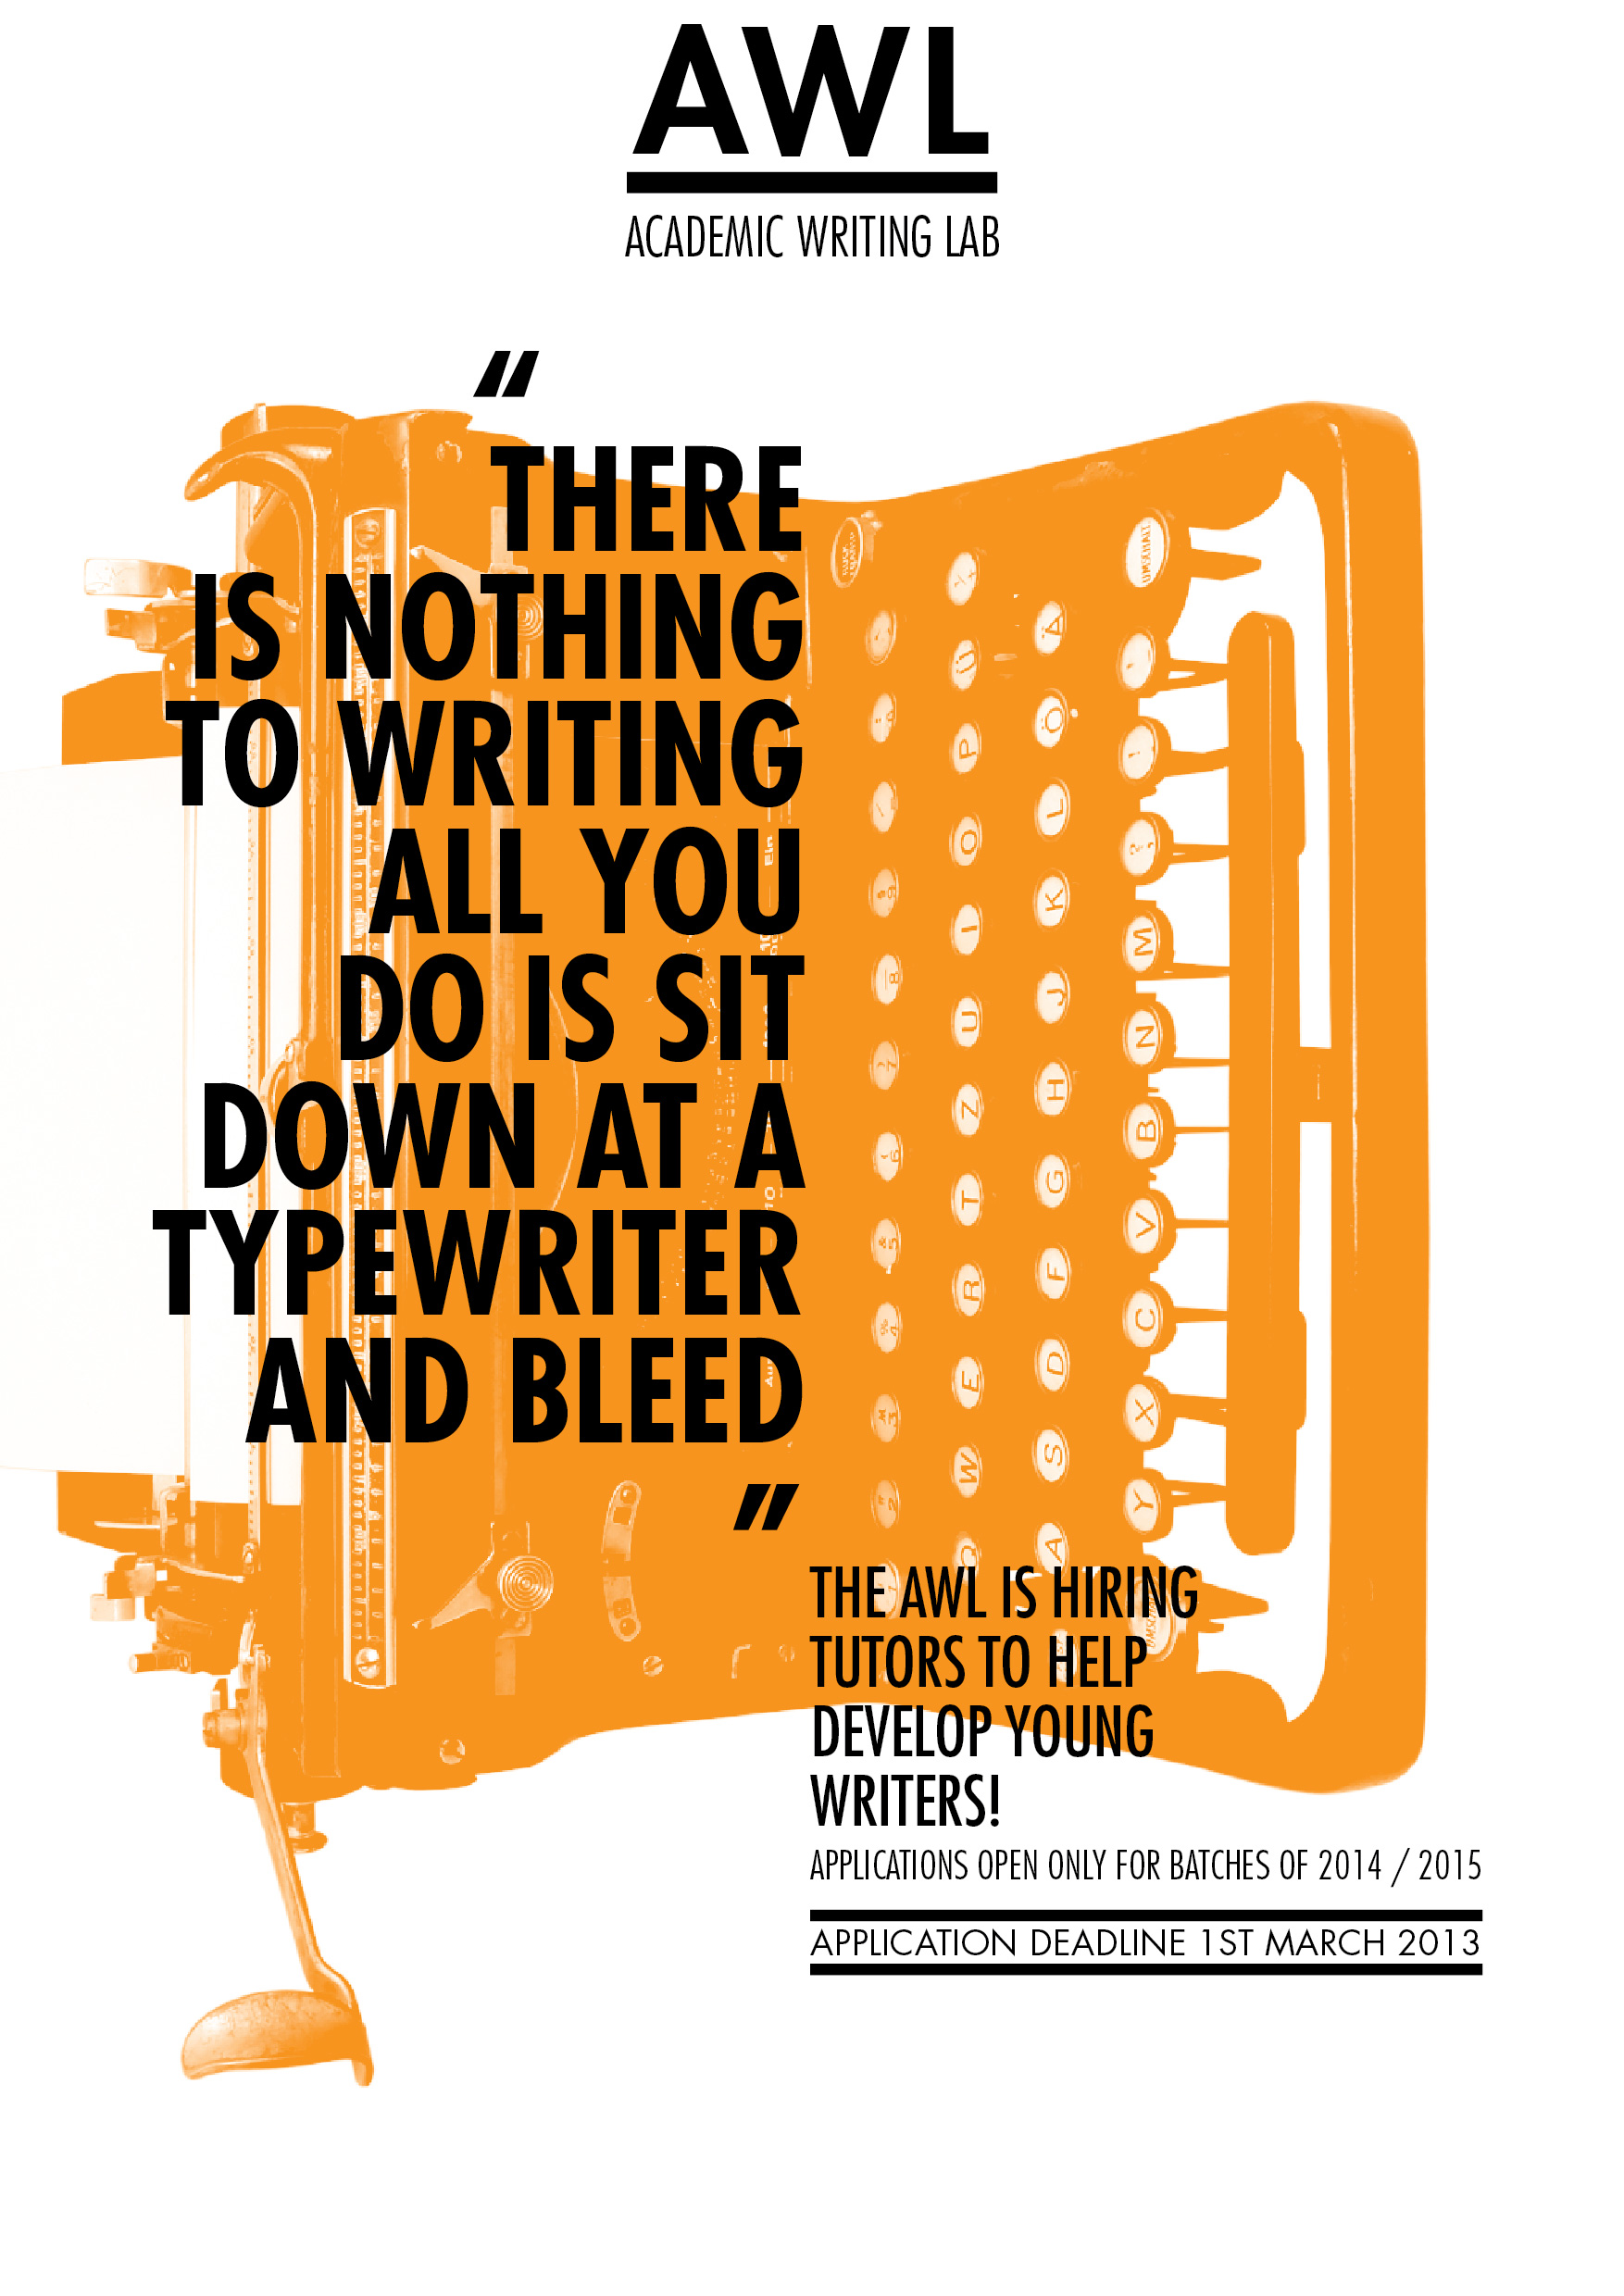 AWL
ACADEMIC WRITING LAB
“
THERE
IS NOTHING
TO WRITING
ALL YOU
DO IS SIT
DOWN AT A
TYPEWRITER
AND BLEED
”
THE AWL IS HIRING
TUTORS TO HELP
DEVELOP YOUNG
WRITERS!
APPLICATIONS OPEN ONLY FOR BATCHES OF 2014 / 2015
APPLICATION DEADLINE 1ST MARCH 2013
Q W E R T Z U I O P Ü
A S D F G H J K L Ö Ä
Y X C V B N M